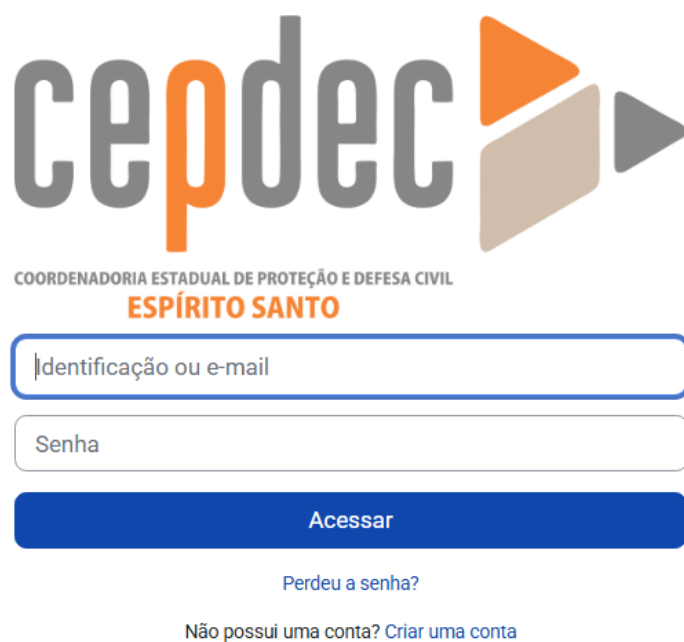 cepdec
COORDENADORIA ESTADUAL DE PROTEÇÃO E DEFESA CIVIL
ESPÍRITO SANTO
Identificação ou e-mail
Senha
Acessar
Perdeu a senha?
Não possui uma conta? Criar uma conta